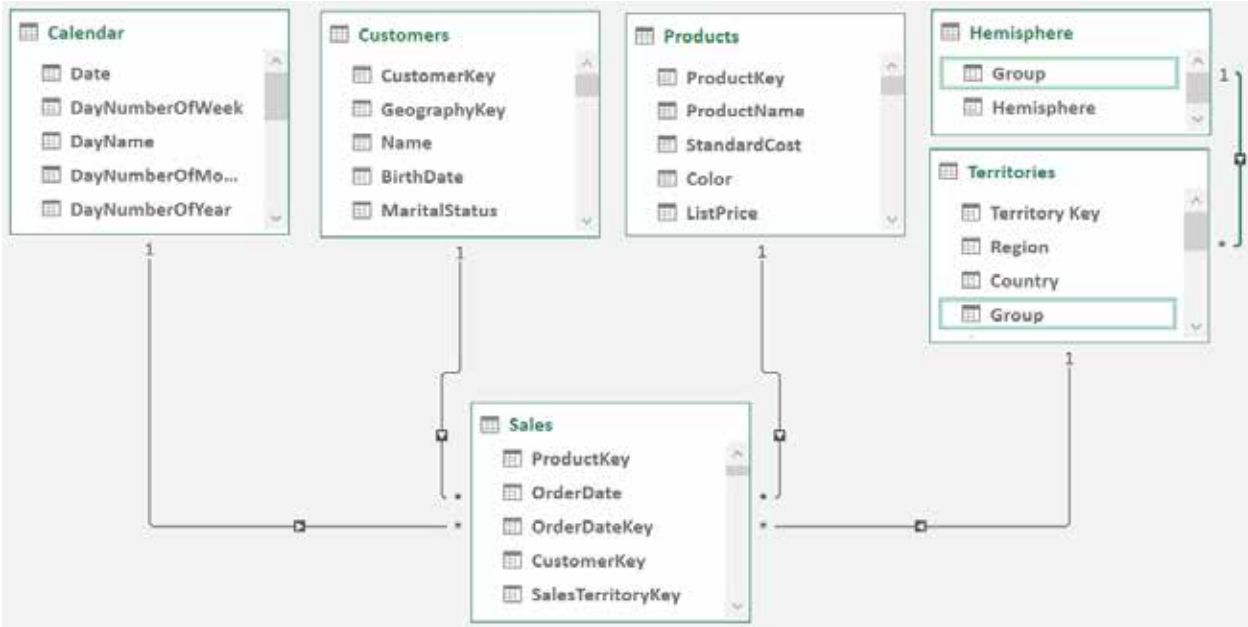 Calendar
Date
DayNumberOfWeek
DayName
DayNumberOfMo...
DayNumberOfYear
1
Customers
CustomerKey
GeographyKey
Name
BirthDate
MaritalStatus
1
Products
ProductKey
ProductName
StandardCost
Color
ListPrice
1
Hemisphere
Group
Hemisphere
1
Territories
Territory Key
Region
Country
Group
*
1
Sales
ProductKey
OrderDate
OrderDateKey
CustomerKey
SalesTerritoryKey
* *
* *